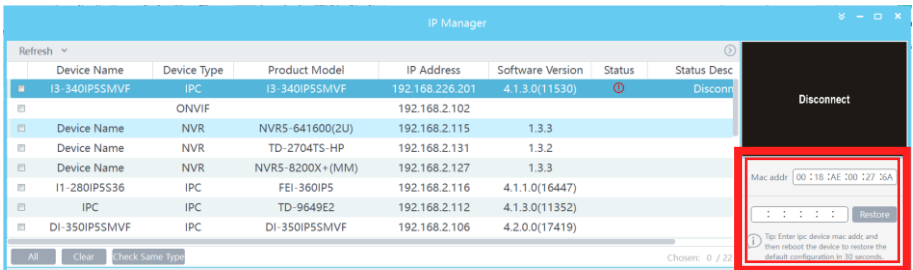 IP Manager
Refresh
Device Name Device Type Product Model IP Address Software Version Status Status Desc
I3-340IP5SMVF IPC I3-340IP5SMVF 192.168.226.201 4.1.3.0(11530) Disconn
ONVIF 192.168.2.102
Device Name NVR NVR5-641600(2U) 192.168.2.115 1.3.3
Device Name NVR TD-2704TS-HP 192.168.2.131 1.3.2
Device Name NVR NVR5-8200X+(MM) 192.168.2.127 1.3.3
I1-280IP5S36 IPC FEI-360IP5 192.168.2.116 4.1.1.0(16447)
IPC TD-9649E2 192.168.2.112 4.1.3.0(11352)
DI-350IP5SMVF IPC DI-350IP5SMVF 192.168.2.106 4.2.0.0(17419)
All Clear Check Same Type Chosen: 0 / 22
Disconnect
Mac addr 00 :18 :AE :00 :27 :6A
: : : : : Restore
Tip: Enter ipc device mac addr, and
then reboot the device to restore the
default configuration in 30 seconds.